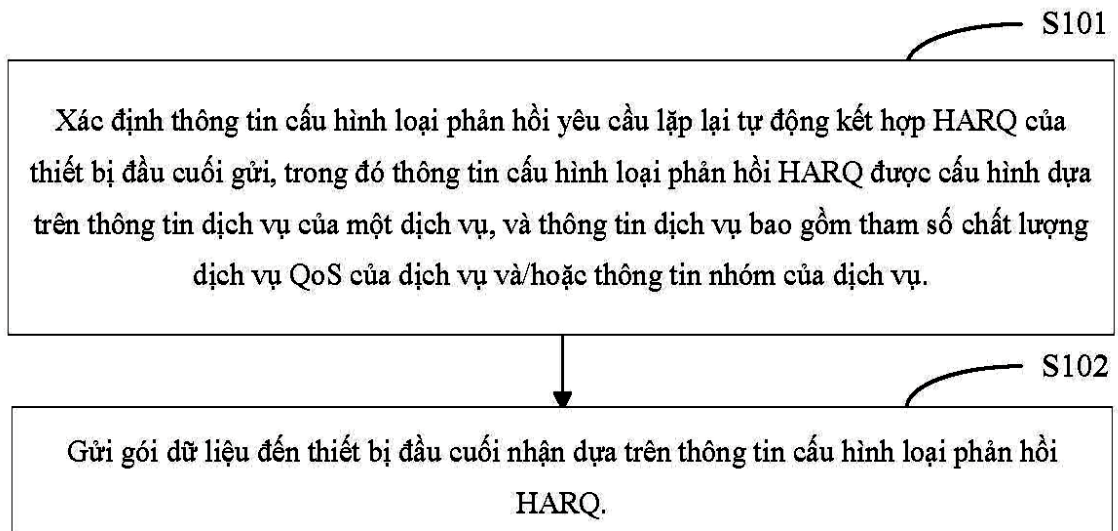 S101
Xác định thông tin cấu hình loại phản hồi yêu cầu lặp lại tự động kết hợp HARQ của
thiết bị đầu cuối gửi, trong đó thông tin cấu hình loại phản hồi HARQ được cấu hình dựa
trên thông tin dịch vụ của một dịch vụ, và thông tin dịch vụ bao gồm tham số chất lượng
dịch vụ QoS của dịch vụ và/hoặc thông tin nhóm của dịch vụ.
S102
Gửi gói dữ liệu đến thiết bị đầu cuối nhận dựa trên thông tin cấu hình loại phản hồi
HARQ.